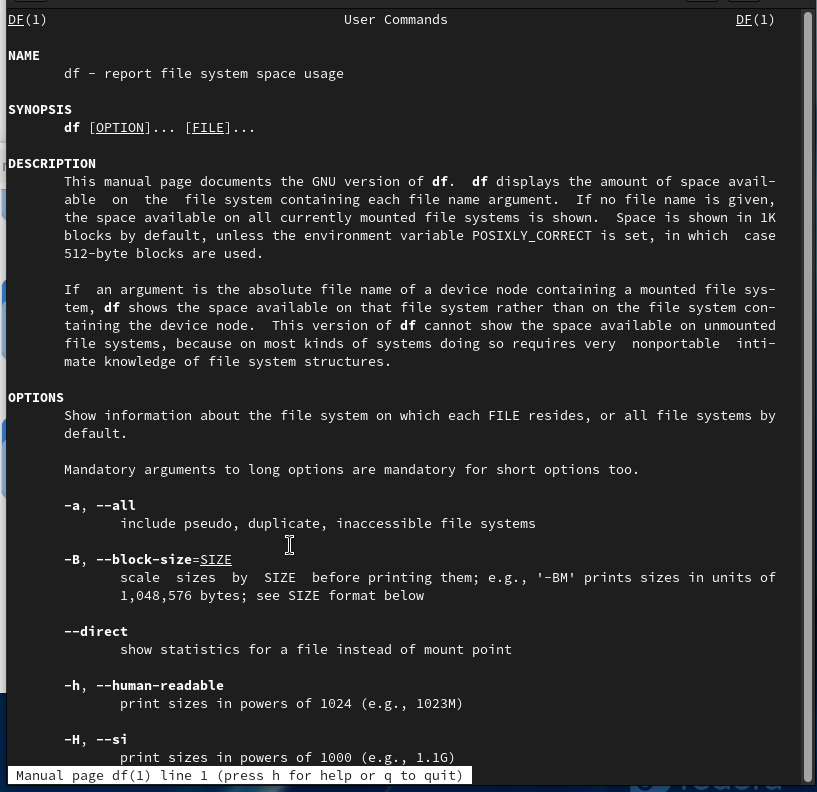 DF(1) User Commands DF(1)
NAME
df - report file system space usage
SYNOPSIS
df [OPTION]... [FILE]...
DESCRIPTION
This manual page documents the GNU version of df. df displays the amount of space avail-
able on the file system containing each file name argument. If no file name is given,
the space available on all currently mounted file systems is shown. Space is shown in 1K
blocks by default, unless the environment variable POSIXLY_CORRECT is set, in which case
512-byte blocks are used.
If an argument is the absolute file name of a device node containing a mounted file sys-
tem, df shows the space available on that file system rather than on the file system con-
taining the device node. This version of df cannot show the space available on unmounted
file systems, because on most kinds of systems doing so requires very nonportable inti-
mate knowledge of file system structures.
OPTIONS
Show information about the file system on which each FILE resides, or all file systems by
default.
Mandatory arguments to long options are mandatory for short options too.
-a, --all
include pseudo, duplicate, inaccessible file systems
-B, --block-size=SIZE
scale sizes by SIZE before printing them; e.g., '-BM' prints sizes in units of
1,048,576 bytes; see SIZE format below
--direct
show statistics for a file instead of mount point
-h, --human-readable
print sizes in powers of 1024 (e.g., 1023M)
-H, --si
print sizes in powers of 1000 (e.g., 1.1G)
Manual page df(1) line 1 (press h for help or q to quit)